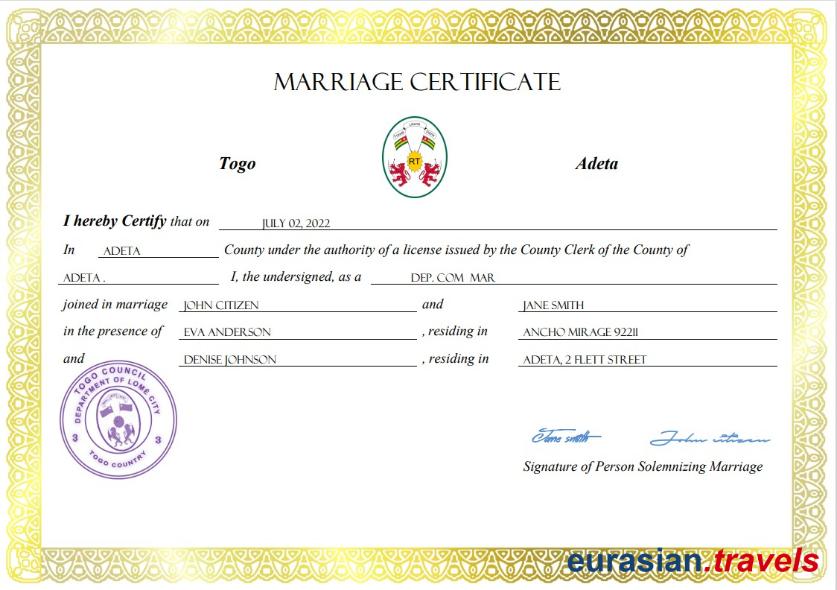 MARRIAGE CERTIFICATE
Togo
RT
Adeta
I hereby Certify that on JULY 02, 2022
In ADETA County under the authority of a license issued by the County Clerk of the County of
ADETA . I, the undersigned, as a DEP. COM MAR
joined in marriage JOHN CITIZEN and JANE SMITH
in the presence of EVA ANDERSON , residing in ANCHO MIRAGE 92211
and DENISE JOHNSON , residing in ADETA, 2 FLETT STREET
TOGO COUNCIL
DEPARTMENT OF LOMÉ CITY
3 3
TOGO COUNTRY
Jane smith John citizen
Signature of Person Solemnizing Marriage
eurasian.travels